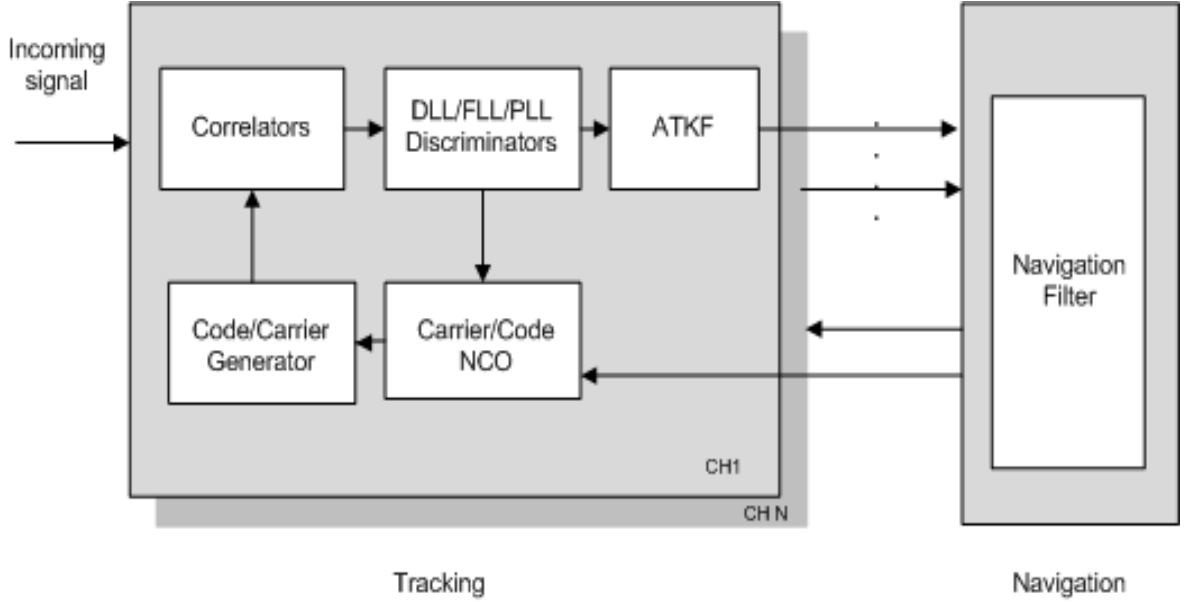 Incoming
signal
Correlators
DLL/FLL/PLL
Discriminators
ATKF
Code/Carrier
Generator
Carrier/Code
NCO
CH1
CH N
Navigation
Filter
Tracking
Navigation